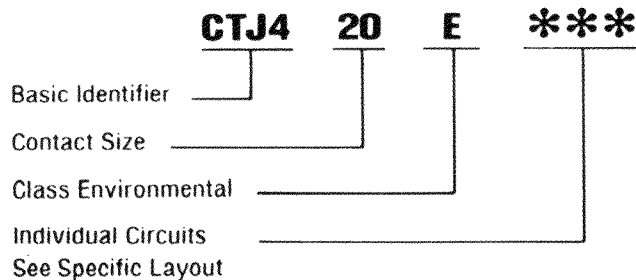 CTJ4 20 E ***
Basic Identifier
Contact Size
Class Environmental
Individual Circuits
See Specific Layout